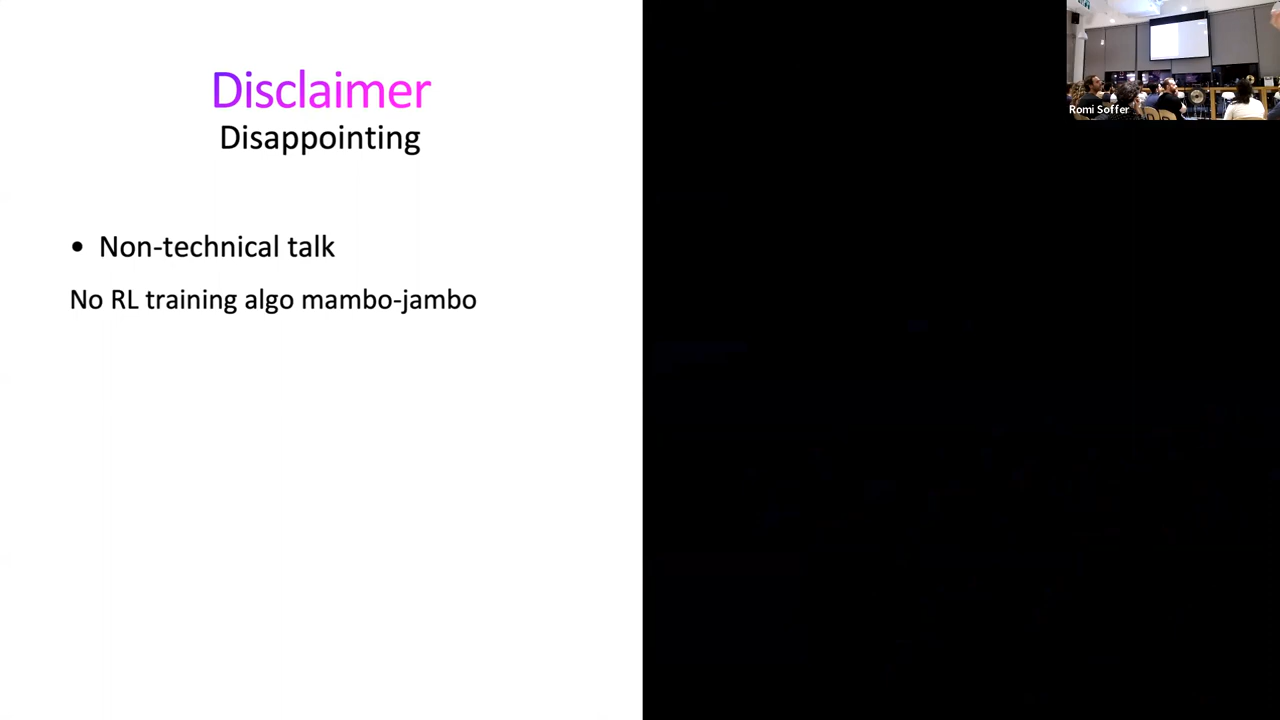 Disclaimer
Disappointing
• Non-technical talk
No RL training algo mambo-jambo
Romi Soffer